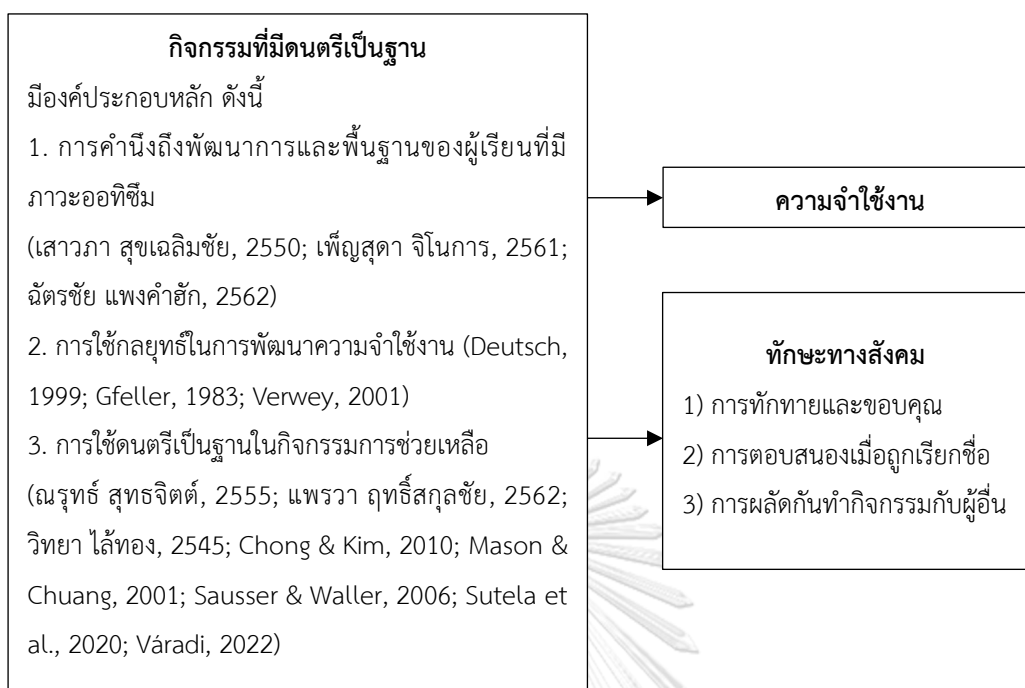 กิจกรรมที่มีดนตรีเป็นฐาน
มีองค์ประกอบหลัก ดังนี้
1. การคำนึงถึงพัฒนาการและพื้นฐานของผู้เรียนที่มี
ภาวะออทิซึม
(เสาวภา สุขเฉลิมชัย, 2550; เพ็ญสุดา จิโนการ, 2561;
ฉัตรชัย แพงคำฮัก, 2562)
2. การใช้กลยุทธ์ในการพัฒนาความจำใช้งาน (Deutsch,
1999; Gfeller, 1983; Verwey, 2001)
3. การใช้ดนตรีเป็นฐานในกิจกรรมการช่วยเหลือ
(ณรุทธ์ สุทธจิตต์, 2555; แพรวา ฤทธิ์สกุลชัย, 2562;
วิทยา ไล้ทอง, 2545; Chong & Kim, 2010; Mason &
Chuang, 2001; Sausser & Waller, 2006; Sutela et
al., 2020; Váradi, 2022)
ความจำใช้งาน
ทักษะทางสังคม
1) การทักทายและขอบคุณ
2) การตอบสนองเมื่อถูกเรียกชื่อ
3) การผลัดกันทำกิจกรรมกับผู้อื่น